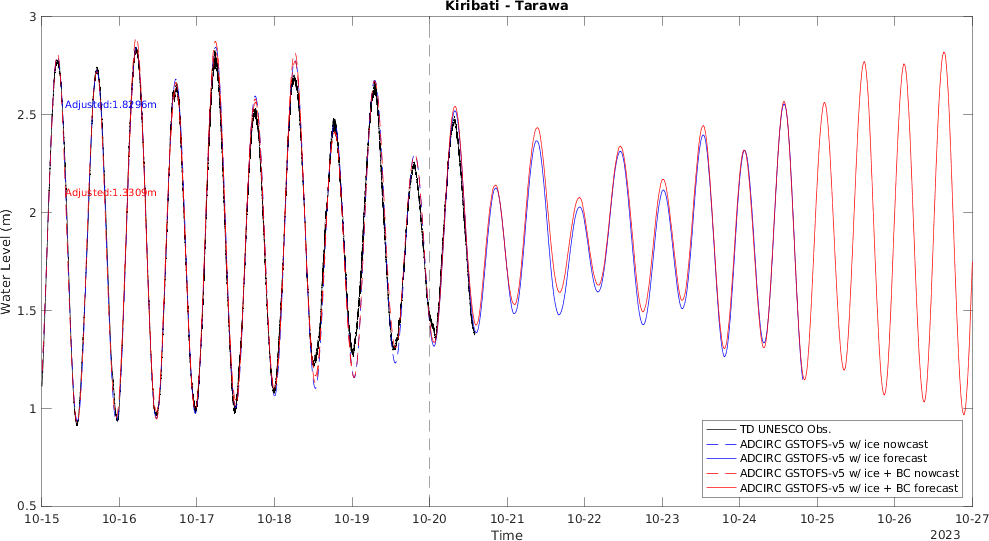 Kiribati - Tarawa
3
2.5
2
1.5
1
0.5
Water Level (m)
Adjusted:1.8296m
Adjusted:1.3309m
TD UNESCO Obs.
ADCIRC GSTOFS-v5 w/ ice nowcast
ADCIRC GSTOFS-v5 w/ ice forecast
ADCIRC GSTOFS-v5 w/ ice + BC nowcast
ADCIRC GSTOFS-v5 w/ ice + BC forecast
10-15 10-16 10-17 10-18 10-19 10-20 10-21 10-22 10-23 10-24 10-25 10-26 10-27
Time
2023